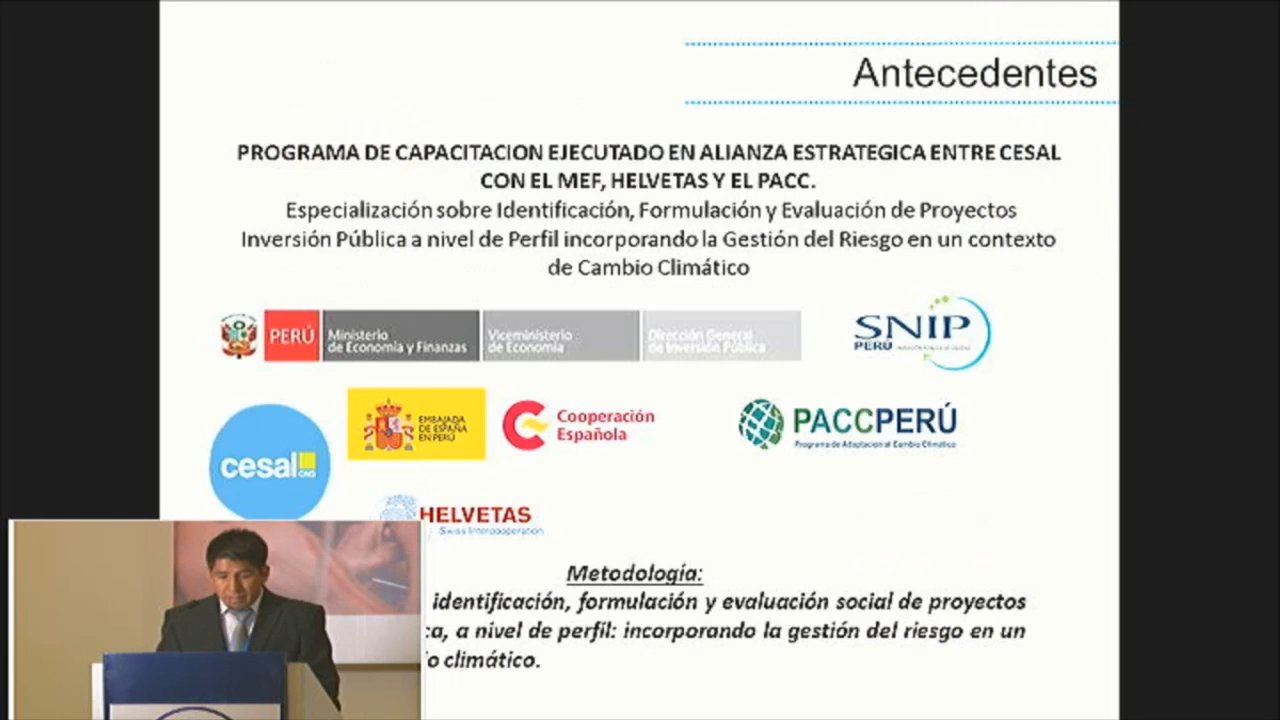 Antecedentes
PROGRAMA DE CAPACITACION EJECUTADO EN ALIANZA ESTRATEGICA ENTRE CESAL
CON EL MEF, HELVETAS Y EL PACC.
Especialización sobre Identificación, Formulación y Evaluación de Proyectos
Inversión Pública a nivel de Perfil incorporando la Gestión del Riesgo en un contexto
de Cambio Climático
PERÚ
Ministerio
de Economía y Finanzas
Viceministerio
de Economía
Dirección General
de Inversión Pública
SNIP
PERÚ
EMBAJADA
DE ESPAÑA
EN PERÚ
Cooperación
Española
PACCPERÚ
Programa de Adaptación al Cambio Climático
cesal
ONG
HELVETAS
Swiss Intercooperation
Metodología:
identificación, formulación y evaluación social de proyectos
ca, a nivel de perfil: incorporando la gestión del riesgo en un
io climático.